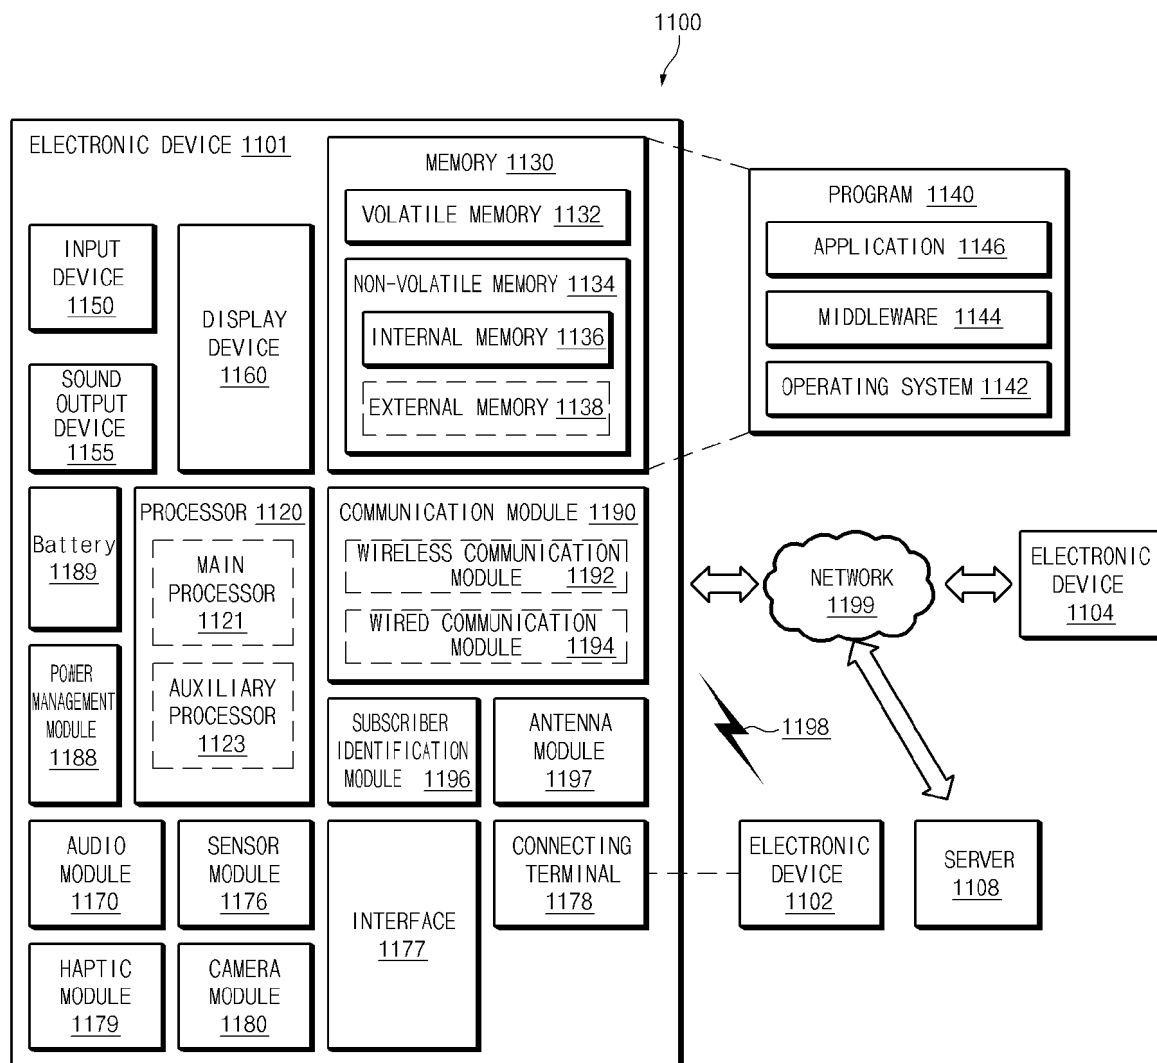 1100
ELECTRONIC DEVICE 1101
MEMORY 1130
VOLATILE MEMORY 1132
NON-VOLATILE MEMORY 1134
INTERNAL MEMORY 1136
EXTERNAL MEMORY 1138
PROGRAM 1140
APPLICATION 1146
MIDDLEWARE 1144
OPERATING SYSTEM 1142
INPUT
DEVICE
1150
DISPLAY
DEVICE
1160
SOUND
OUTPUT
DEVICE
1155
Battery
1189
PROCESSOR 1120
MAIN
PROCESSOR
1121
AUXILIARY
PROCESSOR
1123
COMMUNICATION MODULE 1190
WIRELESS COMMUNICATION
MODULE 1192
WIRED COMMUNICATION
MODULE 1194
NETWORK
1199
ELECTRONIC
DEVICE
1104
POWER
MANAGEMENT
MODULE
1188
SUBSCRIBER
IDENTIFICATION
MODULE 1196
ANTENNA
MODULE
1197
1198
AUDIO
MODULE
1170
SENSOR
MODULE
1176
INTERFACE
1177
CONNECTING
TERMINAL
1178
ELECTRONIC
DEVICE
1102
SERVER
1108
HAPTIC
MODULE
1179
CAMERA
MODULE
1180